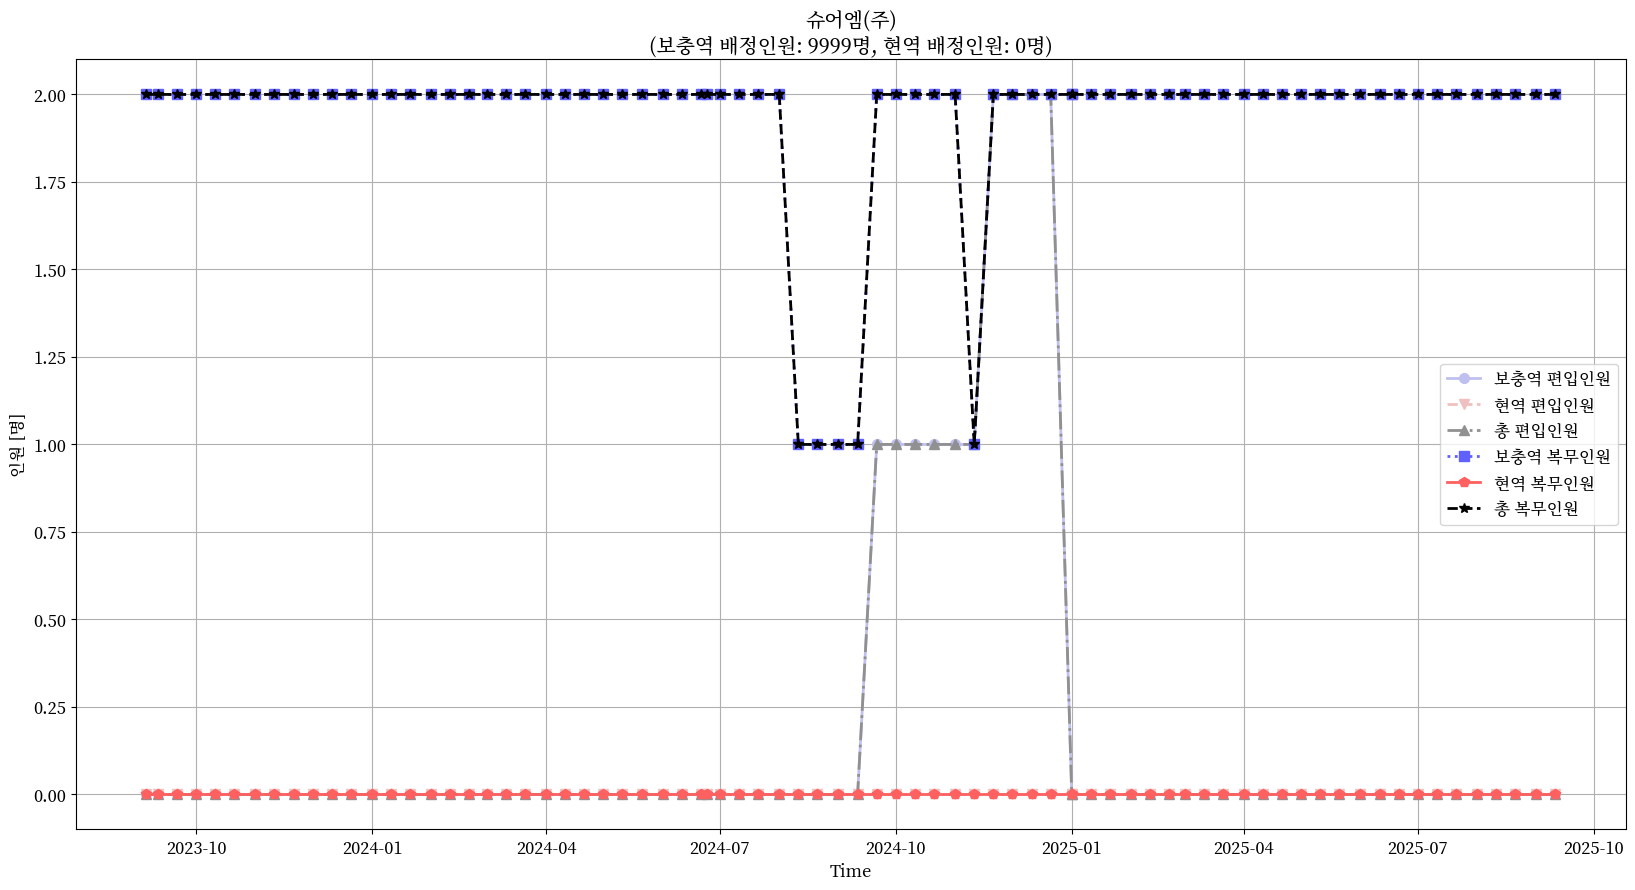 슈어엠(주)
(보충역 배정인원: 9999명, 현역 배정인원: 0명)
인원 [명]
2.00
1.75
1.50
1.25
1.00
0.75
0.50
0.25
0.00
보충역 편입인원
현역 편입인원
총 편입인원
보충역 복무인원
현역 복무인원
총 복무인원
2023-10
2024-01
2024-04
2024-07
2024-10
2025-01
2025-04
2025-07
2025-10
Time